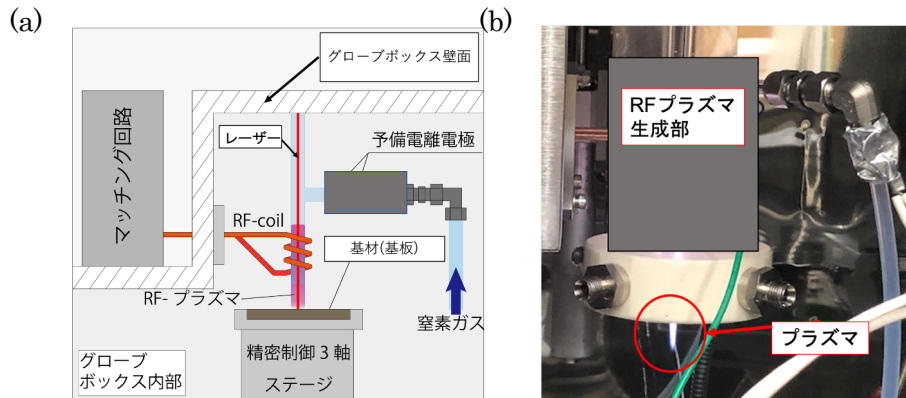 (a)
グローブボックス壁面
マッチング回路
レーザー
予備電離電極
RF-coil
基材(基板)
RF- プラズマ
窒素ガス
精密制御3軸
ステージ
グローブ
ボックス内部
(b)
RFプラズマ
生成部
プラズマ